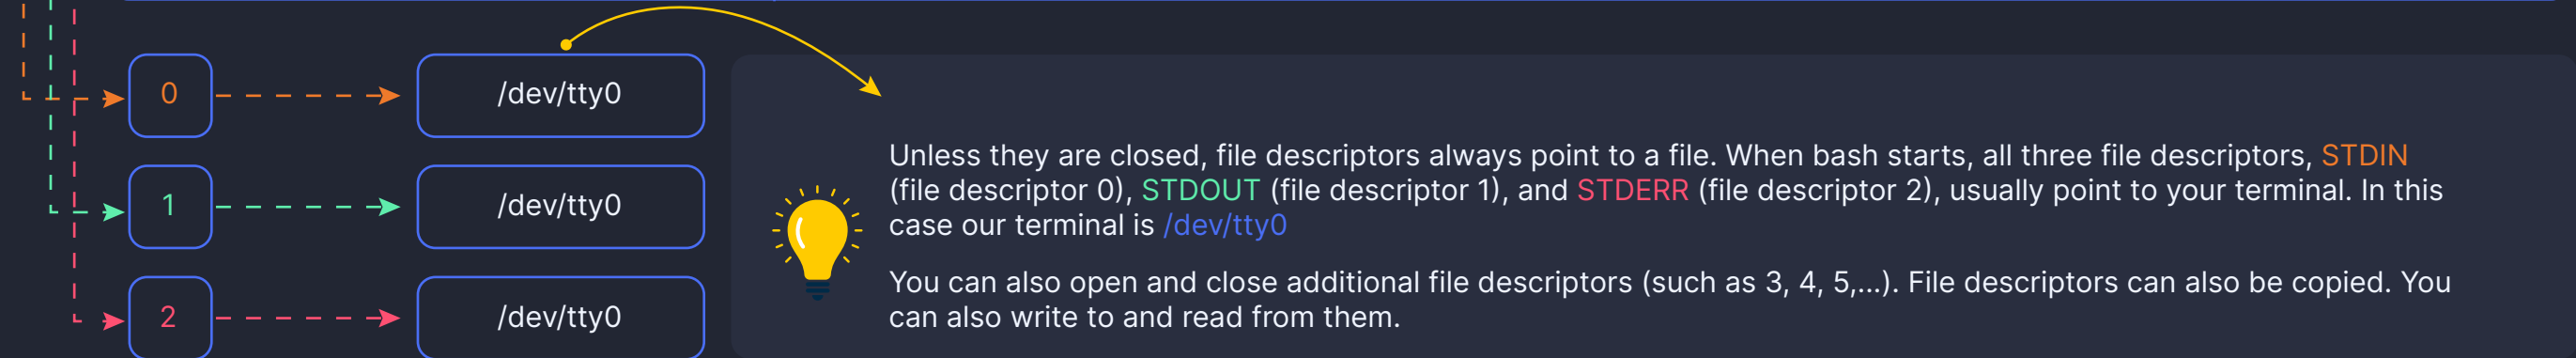 0
/dev/tty0
1
/dev/tty0
2
/dev/tty0
Unless they are closed, file descriptors always point to a file. When bash starts, all three file descriptors, STDIN
(file descriptor 0), STDOUT (file descriptor 1), and STDERR (file descriptor 2), usually point to your terminal. In this
case our terminal is /dev/tty0
You can also open and close additional file descriptors (such as 3, 4, 5,...). File descriptors can also be copied. You
can also write to and read from them.